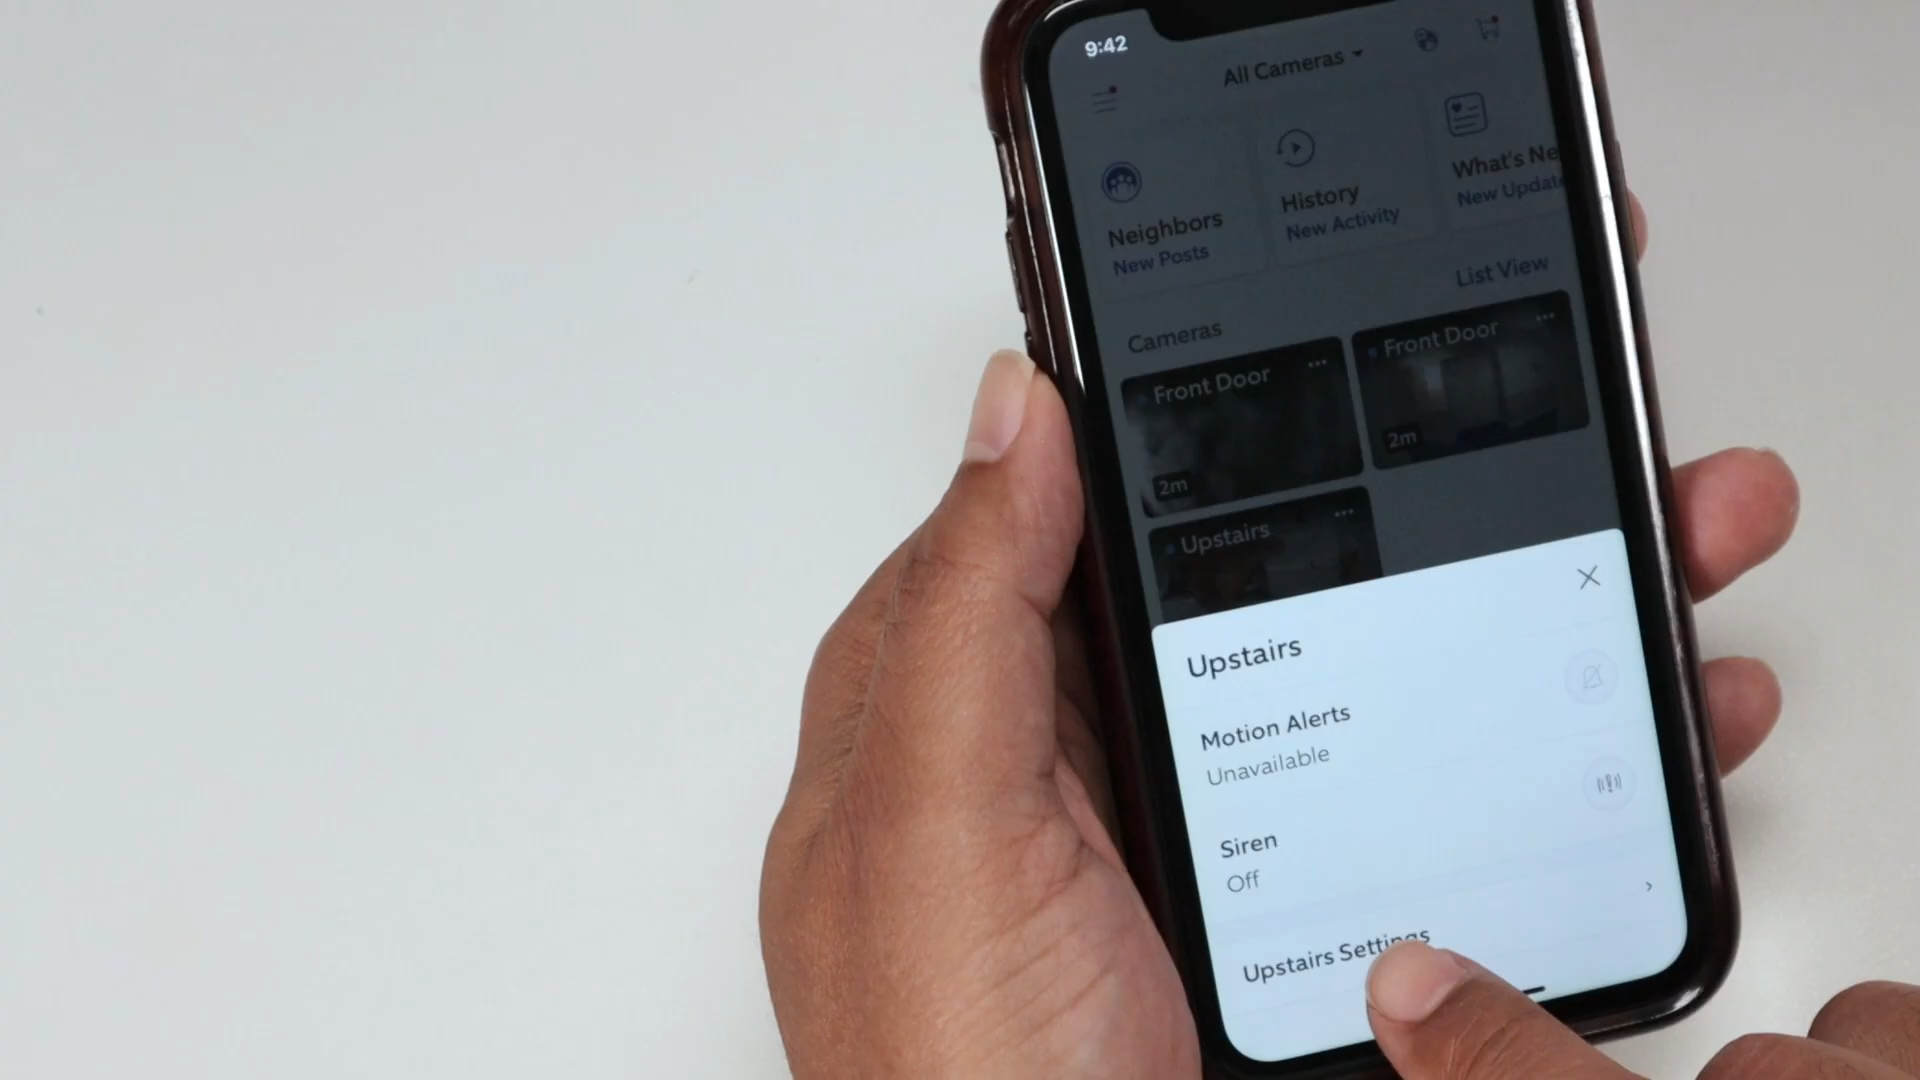 9:42
All Cameras
Neighbors
New Posts
History
New Activity
What's Ne
New Update
List View
Cameras
Front Door
2m
Front Door
2m
Upstairs
Upstairs
Motion Alerts
Unavailable
Siren
Off
Upstairs Settings